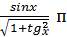 sinx / √(1+tg²ₓ) П